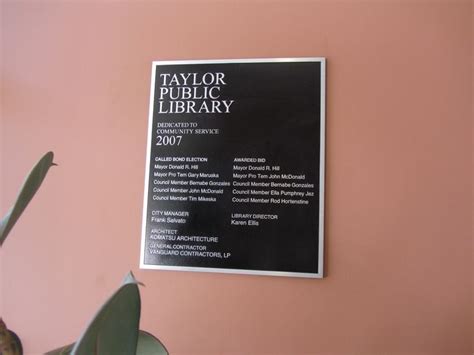 TAYLOR
PUBLIC
LIBRARY
DEDICATED TO
COMMUNITY SERVICE
2007
CALLED BOND ELECTION
Mayor Donald R. Hill
Mayor Pro Tem Gary Maruska
Council Member Bernabe Gonzales
Council Member John McDonald
Council Member Tim Mikeska
AWARDED BID
Mayor Donald R. Hill
Mayor Pro Tem John McDonald
Council Member Bernabe Gonzales
Council Member Ella Pumphrey Jez
Council Member Rod Hortenstine
CITY MANAGER
Frank Salvato
LIBRARY DIRECTOR
Karen Ellis
ARCHITECT
KOMATSU ARCHITECTURE
GENERAL CONTRACTOR
VANGUARD CONTRACTORS, LP